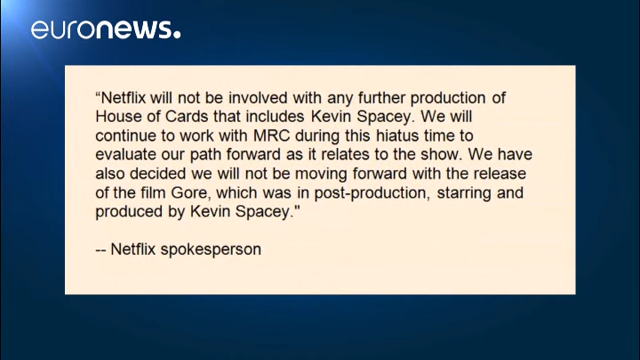 euronews.
“Netflix will not be involved with any further production of
House of Cards that includes Kevin Spacey. We will
continue to work with MRC during this hiatus time to
evaluate our path forward as it relates to the show. We have
also decided we will not be moving forward with the release
of the film Gore, which was in post-production, starring and
produced by Kevin Spacey."
-- Netflix spokesperson